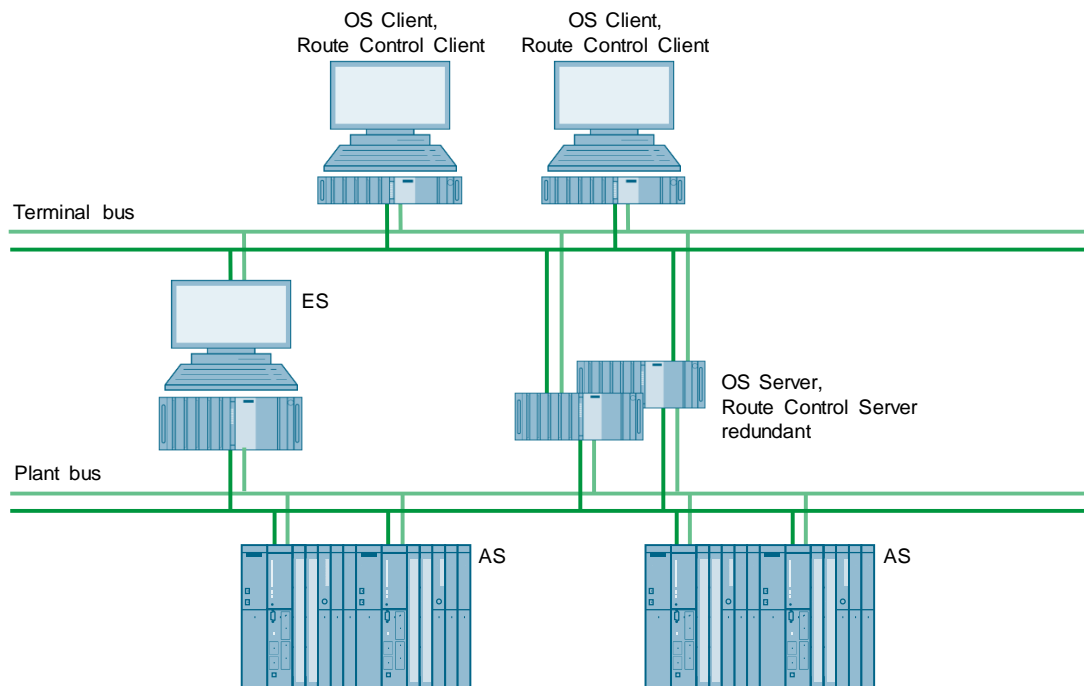 OS Client,
Route Control Client
OS Client,
Route Control Client
Terminal bus
ES
OS Server,
Route Control Server
redundant
Plant bus
AS
AS